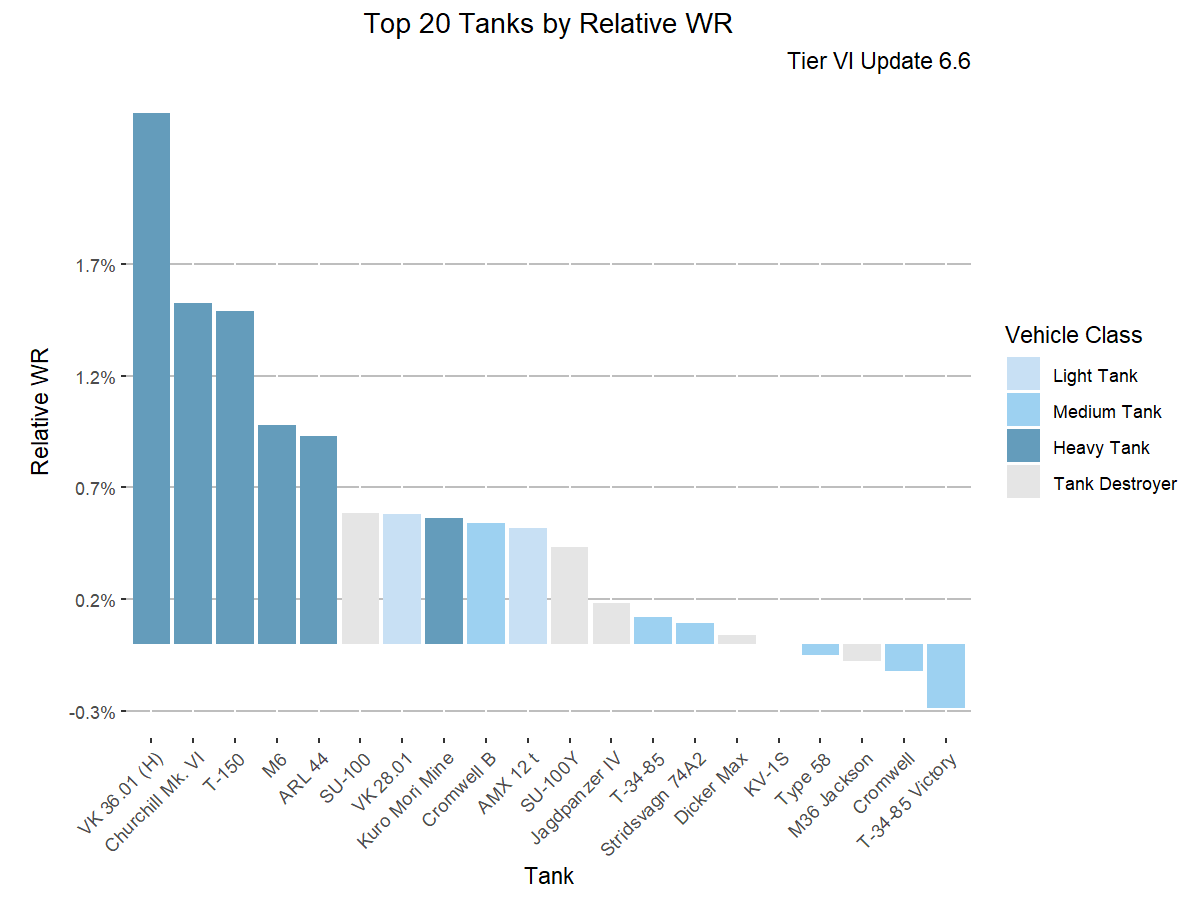 Top 20 Tanks by Relative WR
Tier VI Update 6.6
Relative WR
1.7%
1.2%
0.7%
0.2%
-0.3%
VK 36.01 (H)
Churchill Mk. VI
T-150
M6
ARL 44
SU-100
VK 28.01
Kuro Mori Mine
Cromwell B
AMX 12 t
SU-100Y
Jagdpanzer IV
T-34-85
Stridsvagn 74A2
Dicker Max
KV-1S
Type 58
M36 Jackson
Cromwell
T-34-85 Victory
Tank
Vehicle Class
Light Tank
Medium Tank
Heavy Tank
Tank Destroyer